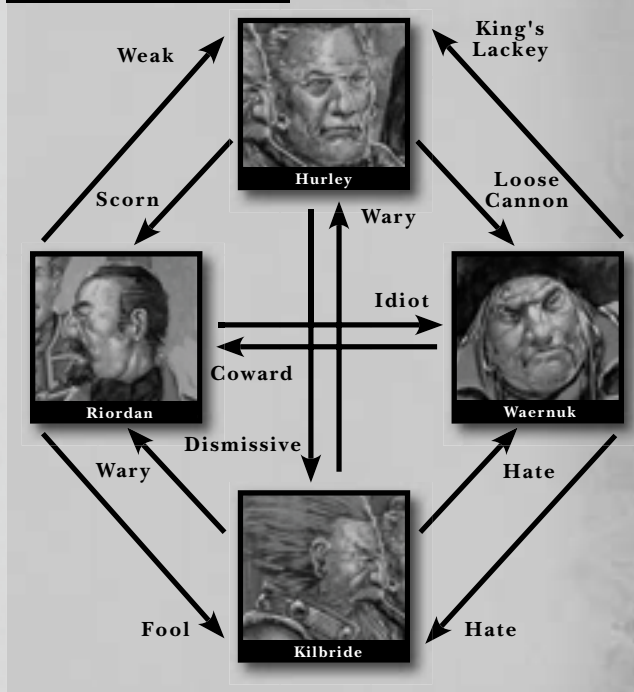 King's
Lackey
Weak
Hurley
Scorn
Loose
Cannon
Wary
Idiot
Coward
Riordan
Waernuk
Dismissive
Wary
Hate
Fool
Hate
Kilbride